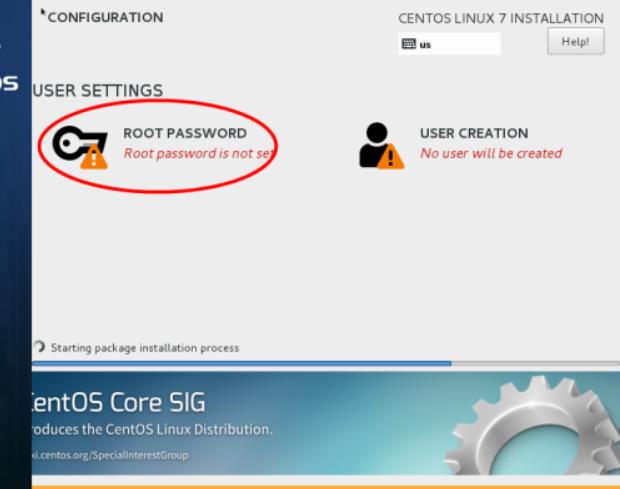 CONFIGURATION
CENTOS LINUX 7 INSTALLATION
us
Help!
OS
USER SETTINGS
ROOT PASSWORD
Root password is not set
USER CREATION
No user will be created
Starting package installation process
entOS Core SIG
roduces the CentOS Linux Distribution.
ki.centos.org/SpecialInterestGroup